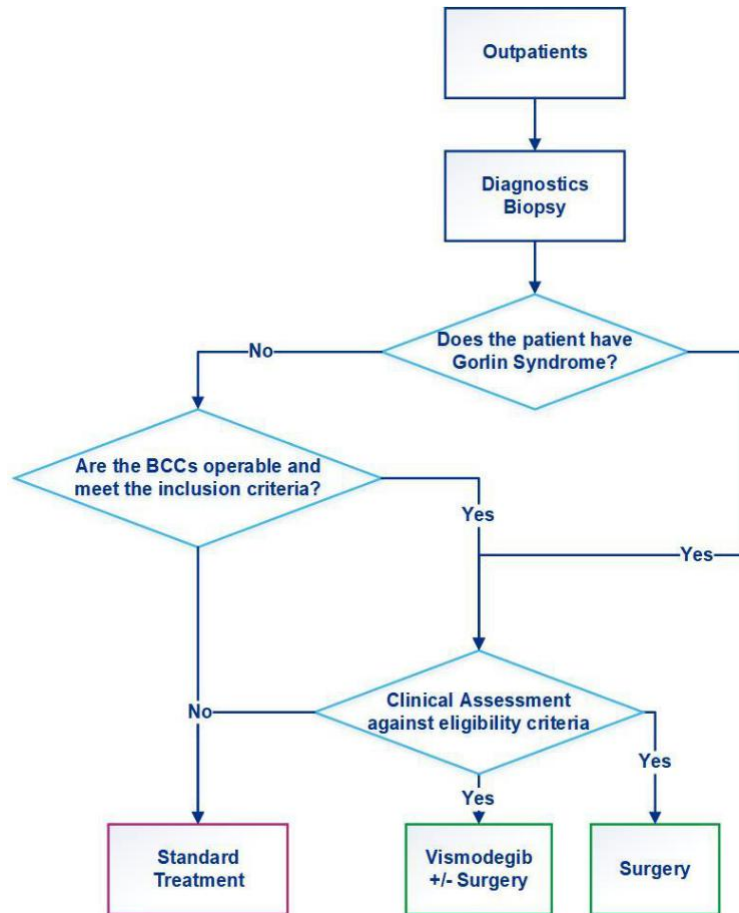 Outpatients
Diagnostics
Biopsy
Does the patient have
Gorlin Syndrome?
No
Are the BCCs operable and
meet the inclusion criteria?
Yes
Yes
Clinical Assessment
against eligibility criteria
No
Yes
Yes
Standard
Treatment
Vismodegib
+/- Surgery
Surgery